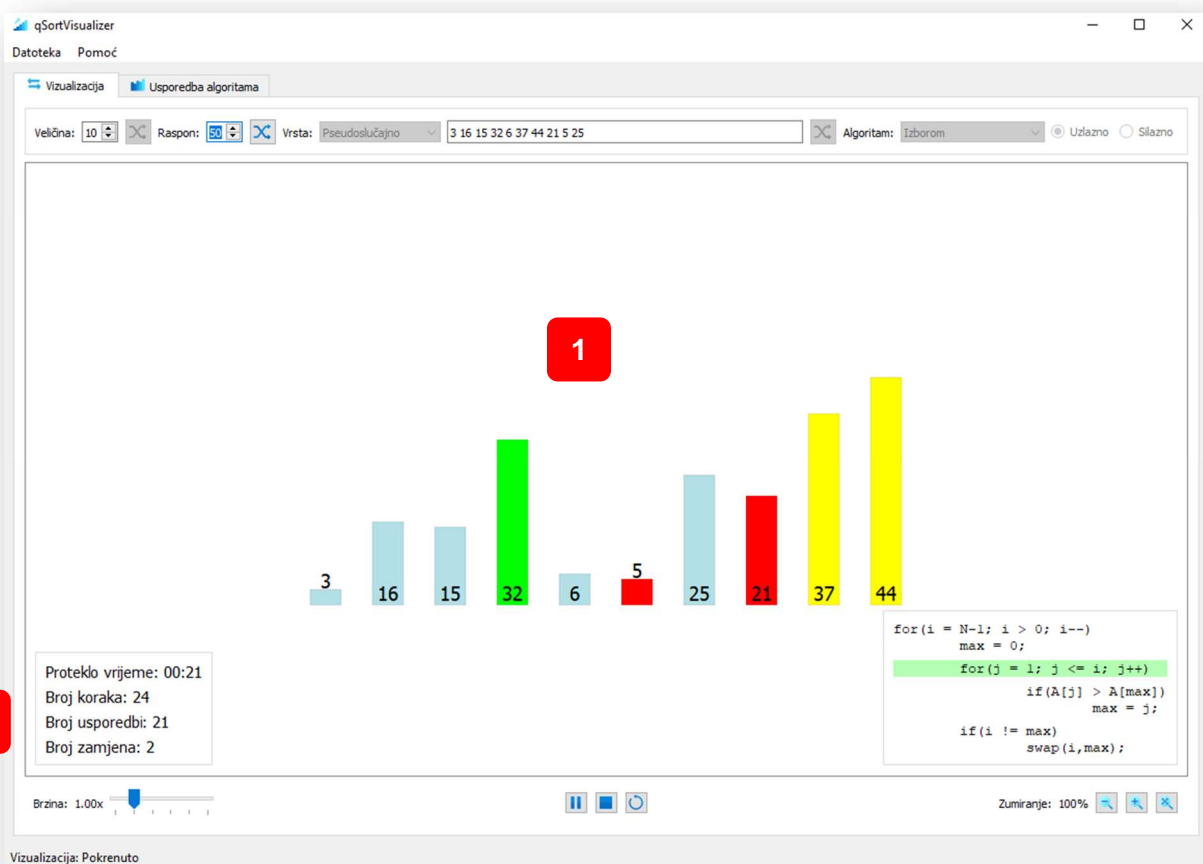 qSortVisualizer
Datoteka Pomoć
Vizualizacija Usporedba algoritama
Veličina: 10 Raspon: 50 Vrsta: Pseudoslučajno 3 16 15 32 6 37 44 21 5 25 Algoritam: Izborom Uzlazno Silazno
1
3 16 15 32 6 5 25 21 37 44
for(i = N-1; i > 0; i--)
max = 0;
for(j = 1; j <= i; j++)
if(A[j] > A[max])
max = j;
if(i != max)
swap(i,max);
Proteklo vrijeme: 00:21
Broj koraka: 24
Broj usporedbi: 21
Broj zamjena: 2
Brzina: 1.00x Zumiranje: 100%
Vizualizacija: Pokrenuto